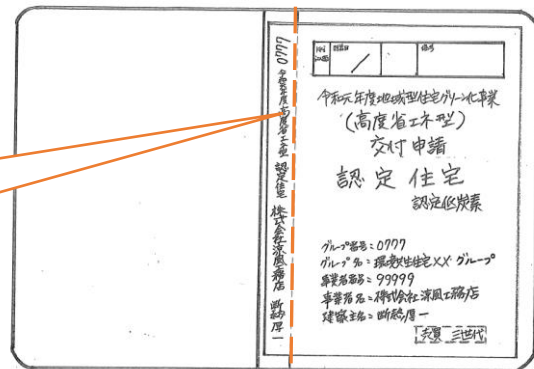 0777 令和元年度高度省エネ型 認定住宅 株式会社涼風工務店 断熱厚一
令和元年度地域型住宅グリーン化事業
(高度省エネ型)
交付申請
認定住宅
認定低炭素
グループ番号:0777
グループ名:環境共生住宅XXグループ
事業者番号:99999
事業者名:株式会社涼風工務店
建築主名:断熱厚一
三世代